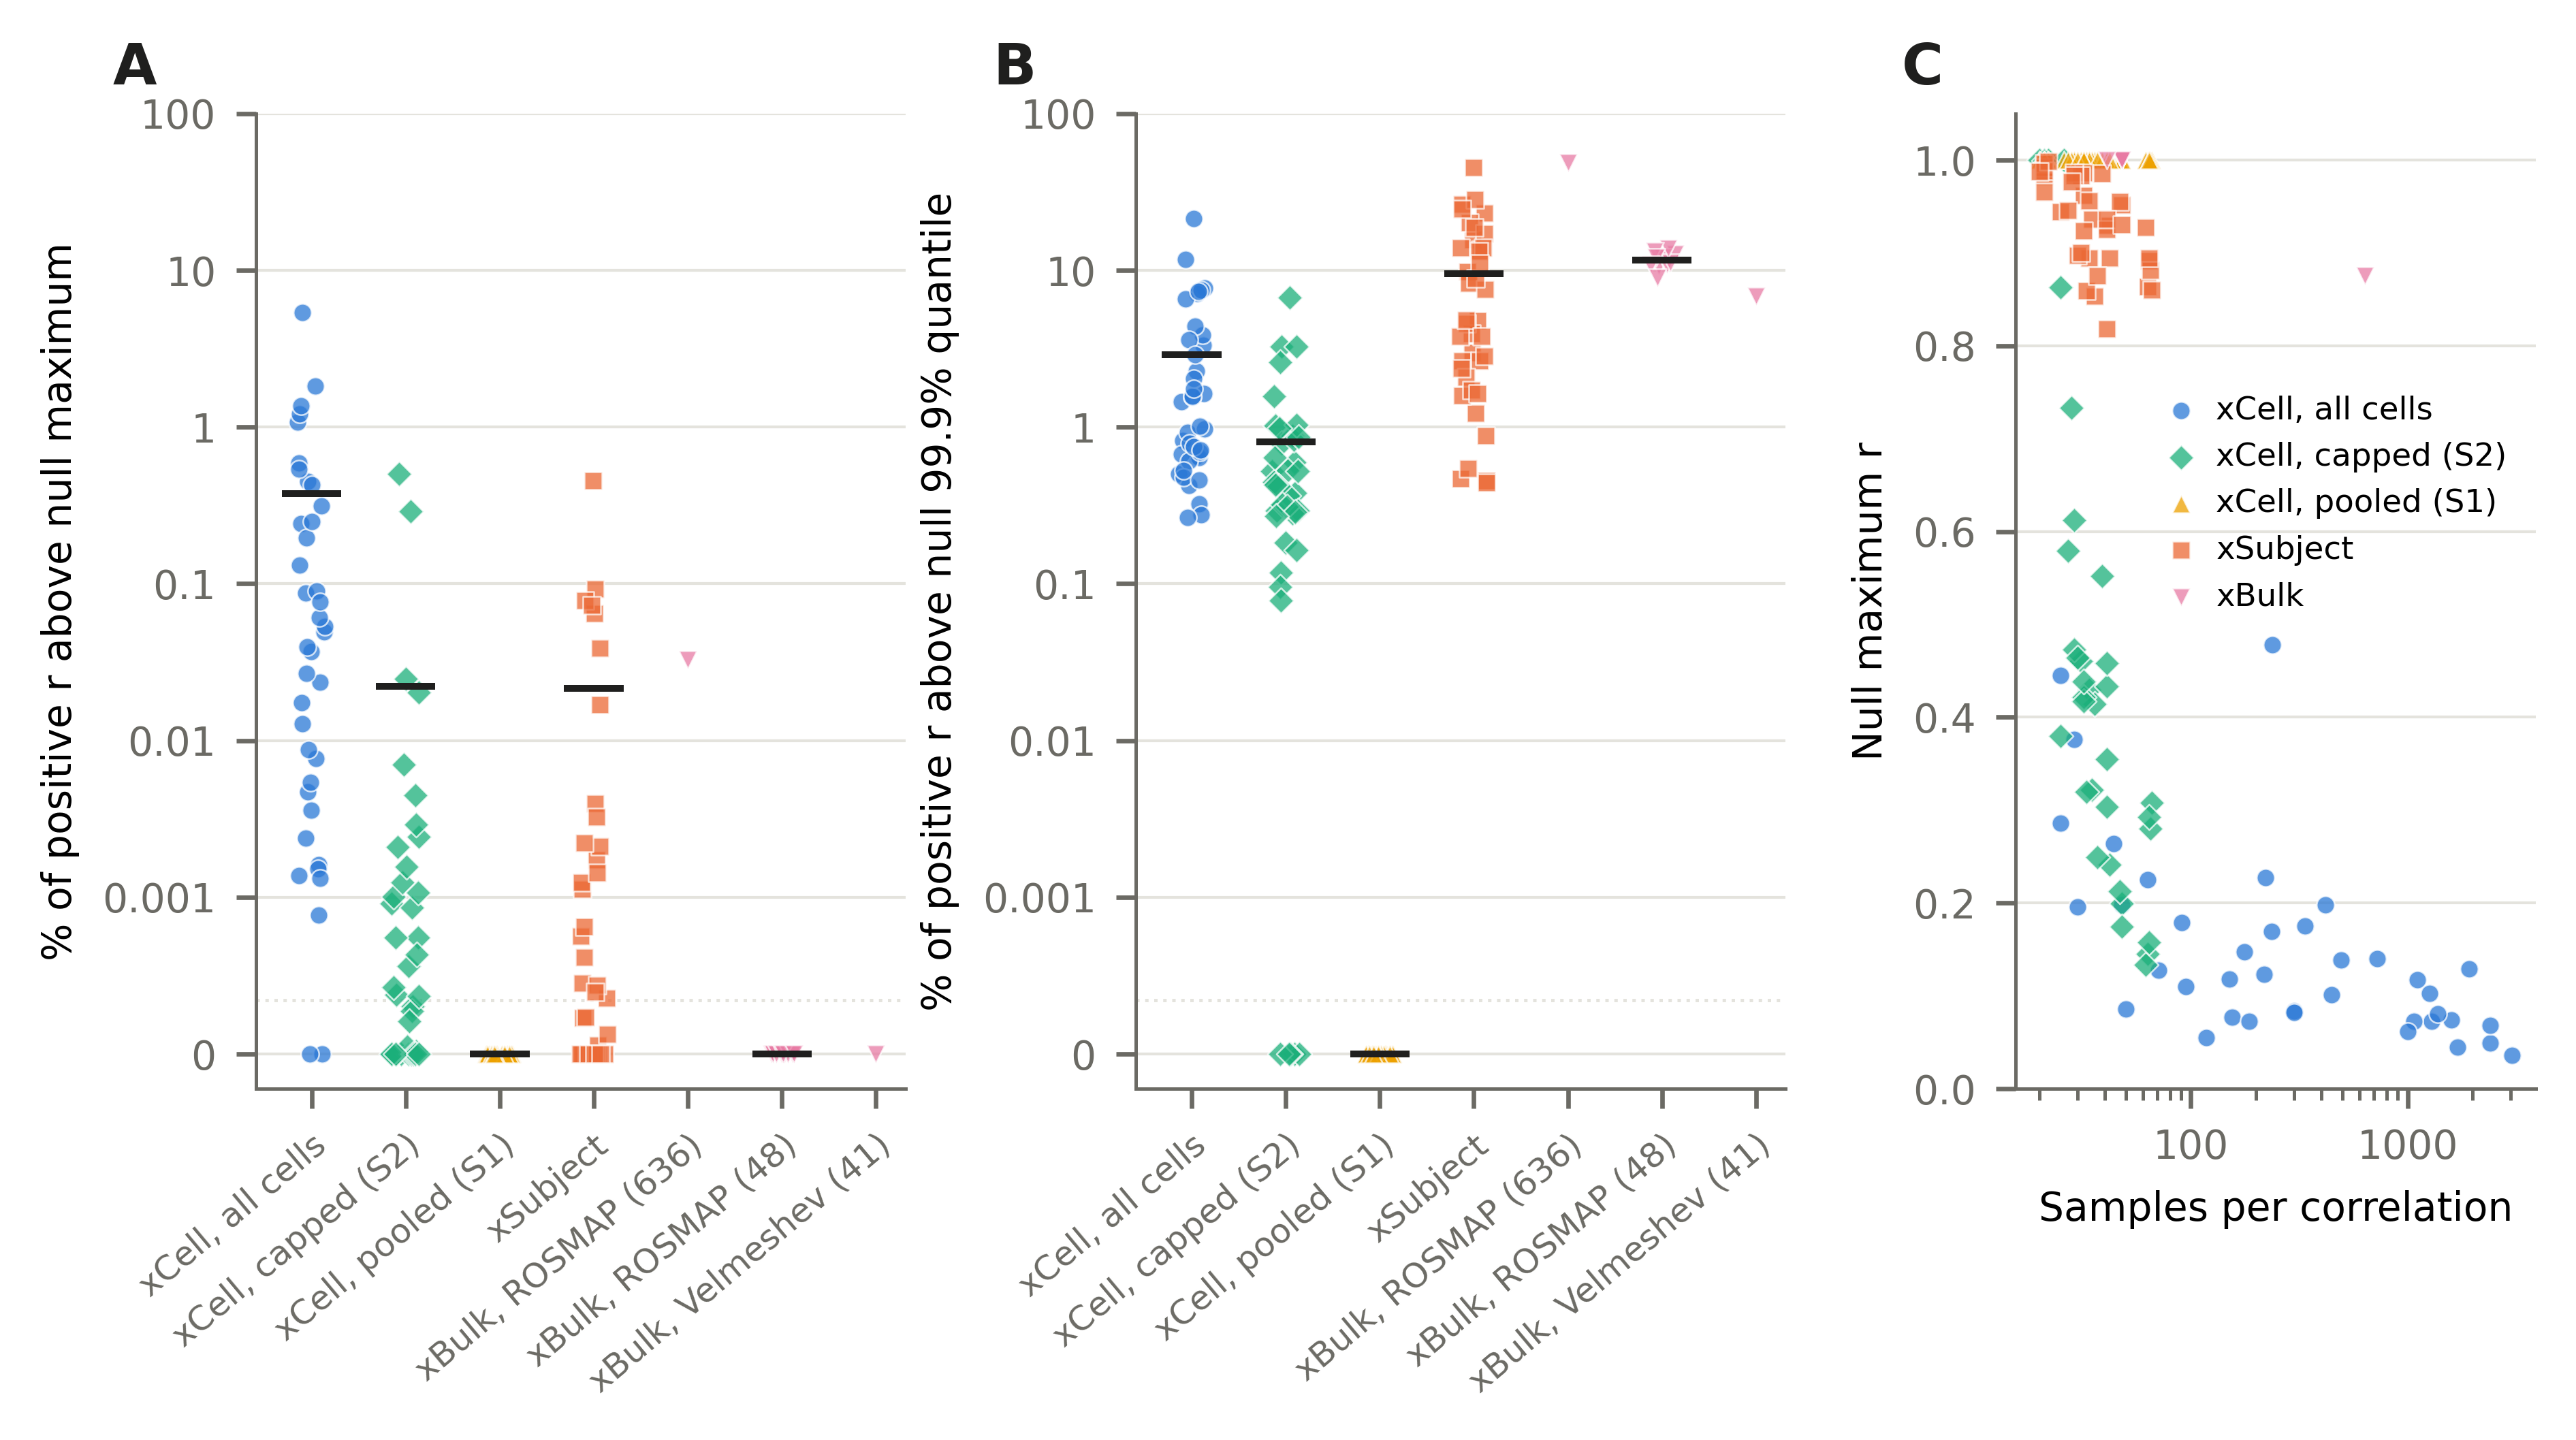 A
% of positive r above null maximum
100
10
1
0.1
0.01
0.001
0
xCell, all cells
xCell, capped (S2)
xCell, pooled (S1)
xSubject
xBulk, ROSMAP (636)
xBulk, ROSMAP (48)
xBulk, Velmeshev (41)
B
% of positive r above null 99.9% quantile
100
10
1
0.1
0.01
0.001
0
xCell, all cells
xCell, capped (S2)
xCell, pooled (S1)
xSubject
xBulk, ROSMAP (636)
xBulk, ROSMAP (48)
xBulk, Velmeshev (41)
C
Null maximum r
1.0
0.8
0.6
0.4
0.2
0.0
xCell, all cells
xCell, capped (S2)
xCell, pooled (S1)
xSubject
xBulk
100
1000
Samples per correlation